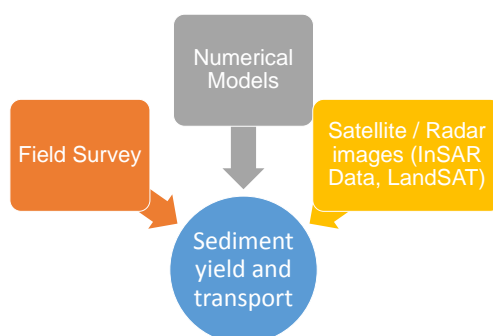 Numerical
Models
Field Survey
Satellite / Radar
images (InSAR
Data, LandSAT)
Sediment
yield and
transport